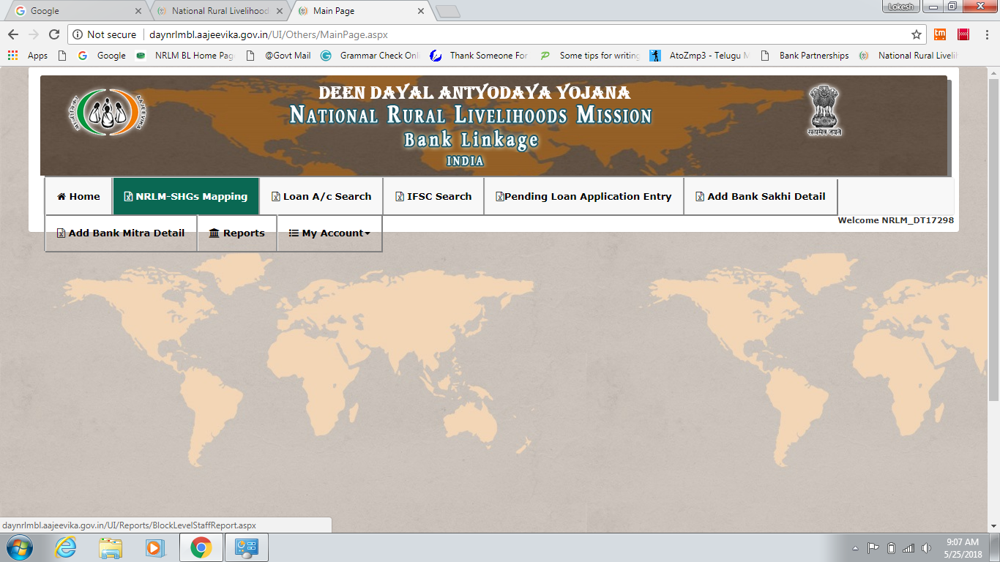 Google
National Rural Livelihood
Main Page
Lokesh
Not secure
daynrlmbl.aajeevika.gov.in/UI/Others/MainPage.aspx
Apps
Google
NRLM BL Home Pag
@Govt Mail
Grammar Check Onl
Thank Someone For
Some tips for writing
AtoZmp3 - Telugu M
Bank Partnerships
National Rural Liveli
DEEN DAYAL ANTYODAYA YOJANA
NATIONAL RURAL LIVELIHOODS MISSION
Bank Linkage
INDIA
आजीविका
AAJEEVIKA
सत्यमेव जयते
Home
NRLM-SHGs Mapping
Loan A/c Search
IFSC Search
Pending Loan Application Entry
Add Bank Sakhi Detail
Welcome NRLM_DT17298
Add Bank Mitra Detail
Reports
My Account
daynrlmbl.aajeevika.gov.in/UI/Reports/BlockLevelStaffReport.aspx
9:07 AM
5/25/2018